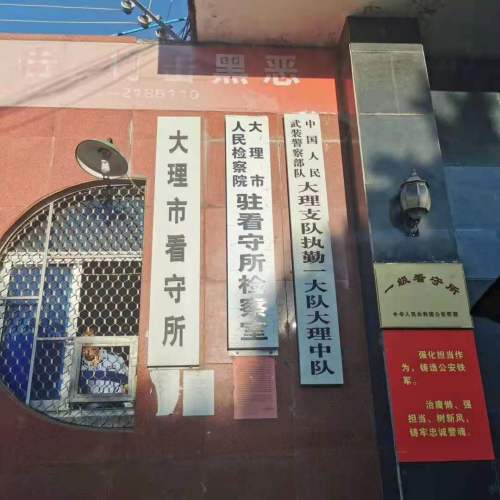 黑恶
2186110
大理市看守所
大理市
人民检察院
驻看守所检察室
中国人民
武装警察部队
大理支队执勤一大队大理中队
一级看守所
中华人民共和国公安部
强化担当作
为，铸造公安铁
军。
治庸懒、强
担当、树新风，
铸牢忠诚警魂。